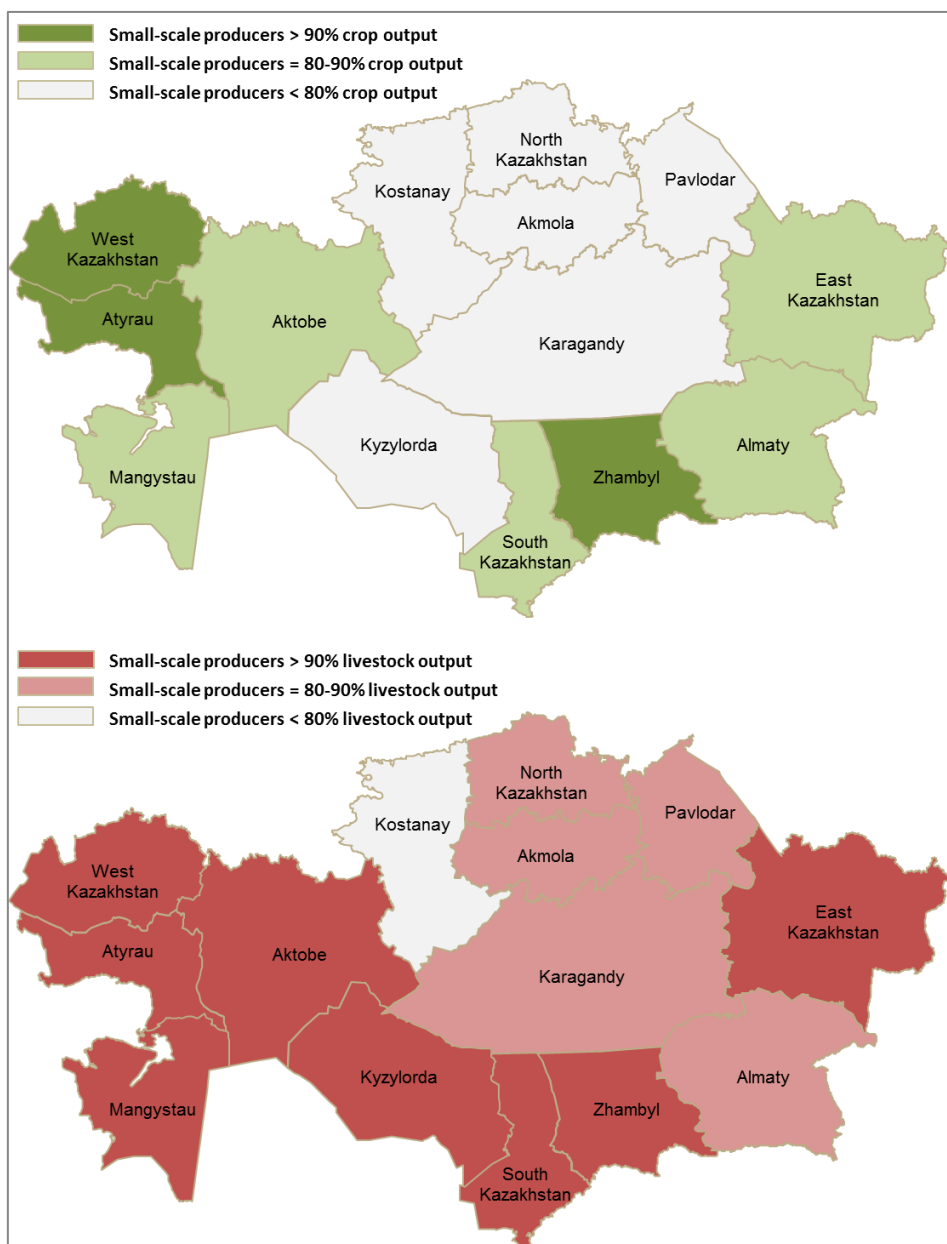 Small-scale producers > 90% crop output
Small-scale producers = 80-90% crop output
Small-scale producers < 80% crop output
North
Kazakhstan
Pavlodar
Kostanay
Akmola
West
Kazakhstan
East
Kazakhstan
Atyrau
Aktobe
Karagandy
Kyzylorda
Almaty
Mangystau
Zhambyl
South
Kazakhstan
Small-scale producers > 90% livestock output
Small-scale producers = 80-90% livestock output
Small-scale producers < 80% livestock output
North
Kazakhstan
Pavlodar
Kostanay
Akmola
West
Kazakhstan
East
Kazakhstan
Atyrau
Aktobe
Karagandy
Kyzylorda
Almaty
Mangystau
Zhambyl
South
Kazakhstan